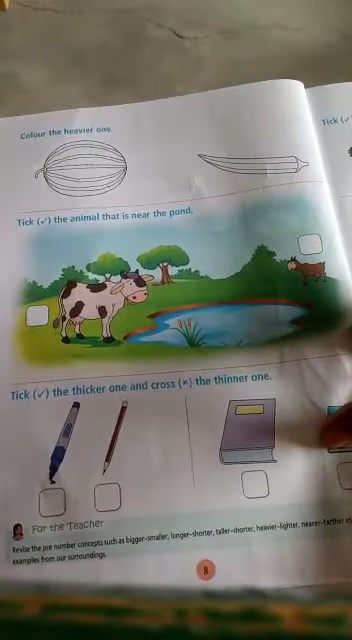 Colour the heavier one.
Tick (✓
Tick (✓) the animal that is near the pond.
Tick (✓) the thicker one and cross (×) the thinner one.
For the Teacher
Revise the pre number concepts such as bigger-smaller, longer-shorter, taller-shorter, heavier-lighter, nearer-farther
examples from our surroundings.
8